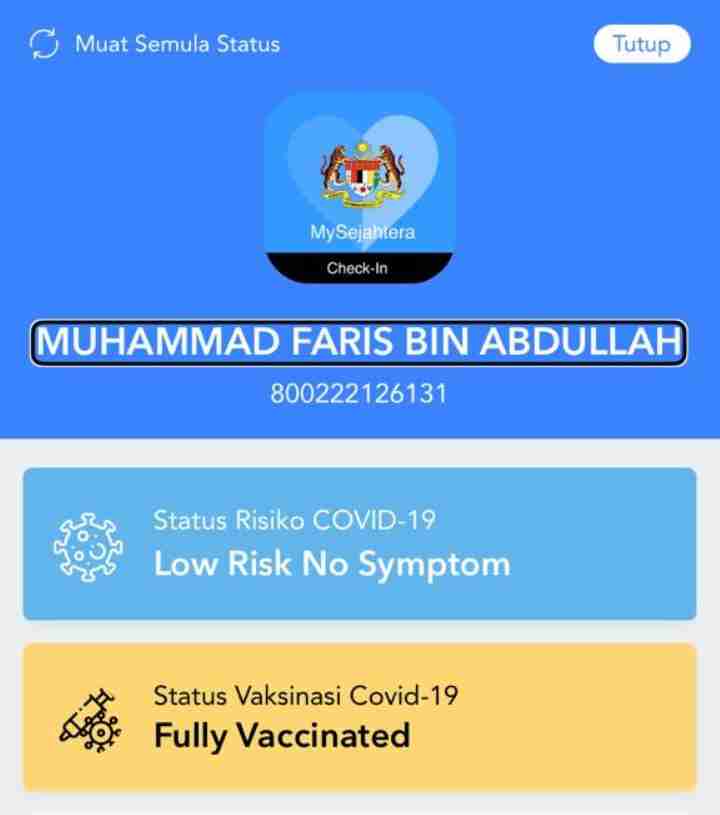 Muat Semula Status
Tutup
MySejahtera
Check-In
MUHAMMAD FARIS BIN ABDULLAH
800222126131
Status Risiko COVID-19
Low Risk No Symptom
Status Vaksinasi Covid-19
Fully Vaccinated